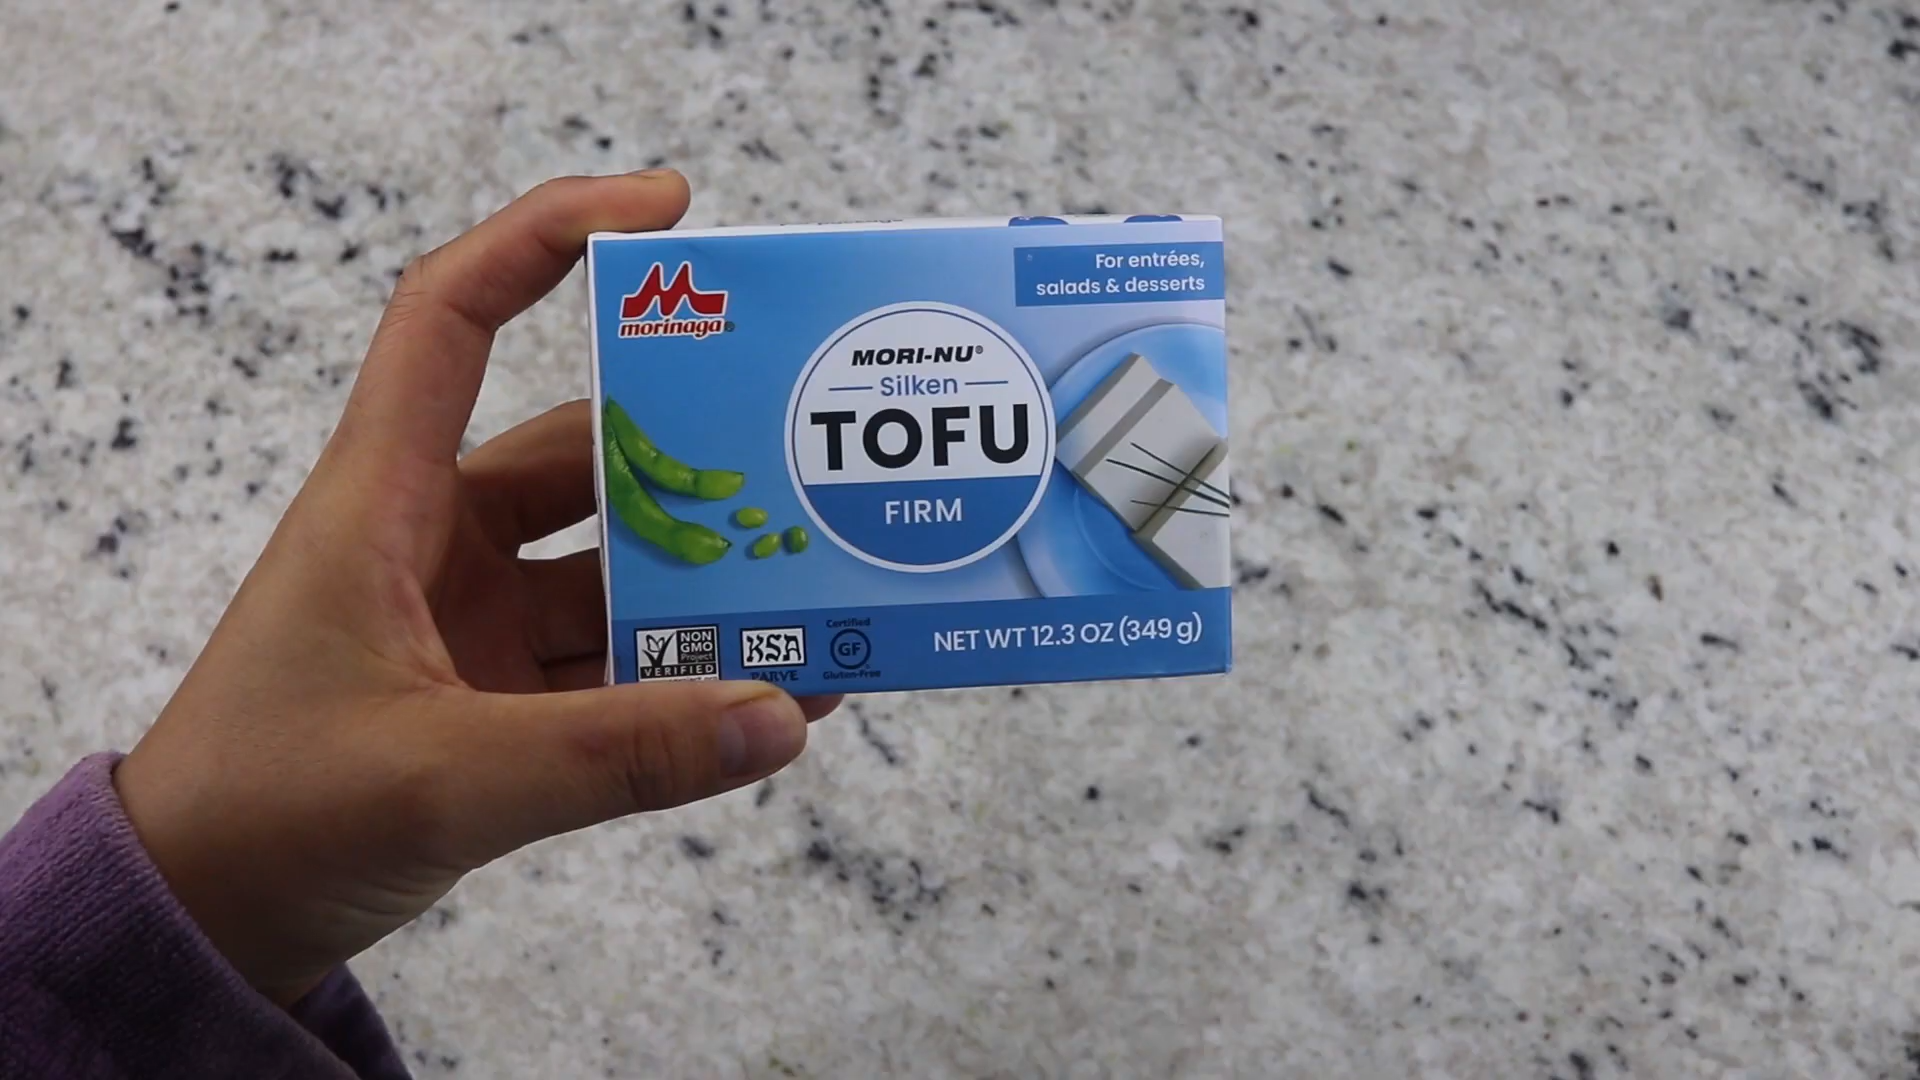 morinaga®
For entrées,
salads & desserts
MORI-NU®
Silken
TOFU
FIRM
NON
GMO
Project
VERIFIED
KSA
PARVE
Certified
GF
Gluten-Free
NET WT 12.3 OZ (349 g)